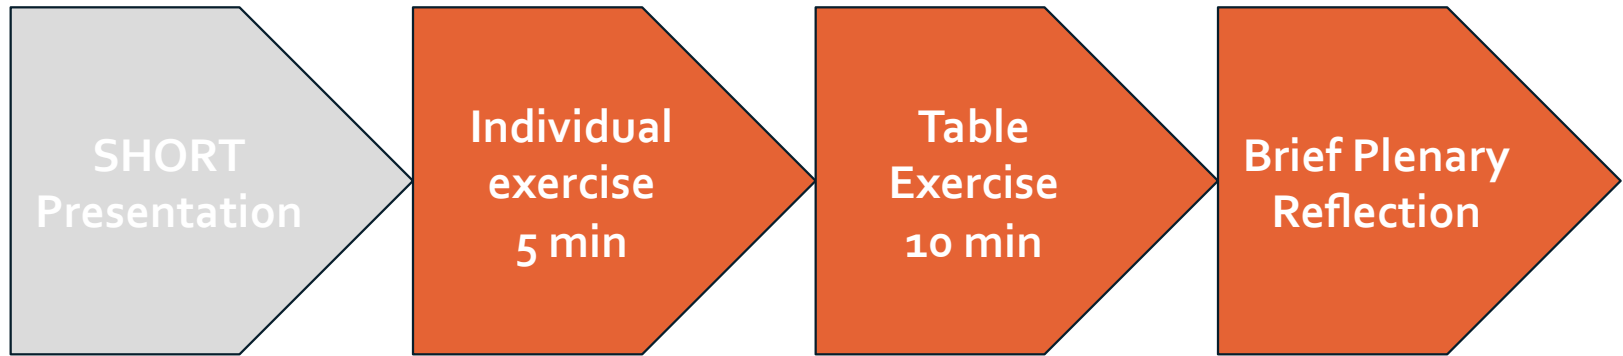 SHORT
Presentation
Individual
exercise
5 min
Table
Exercise
10 min
Brief Plenary
Reflection